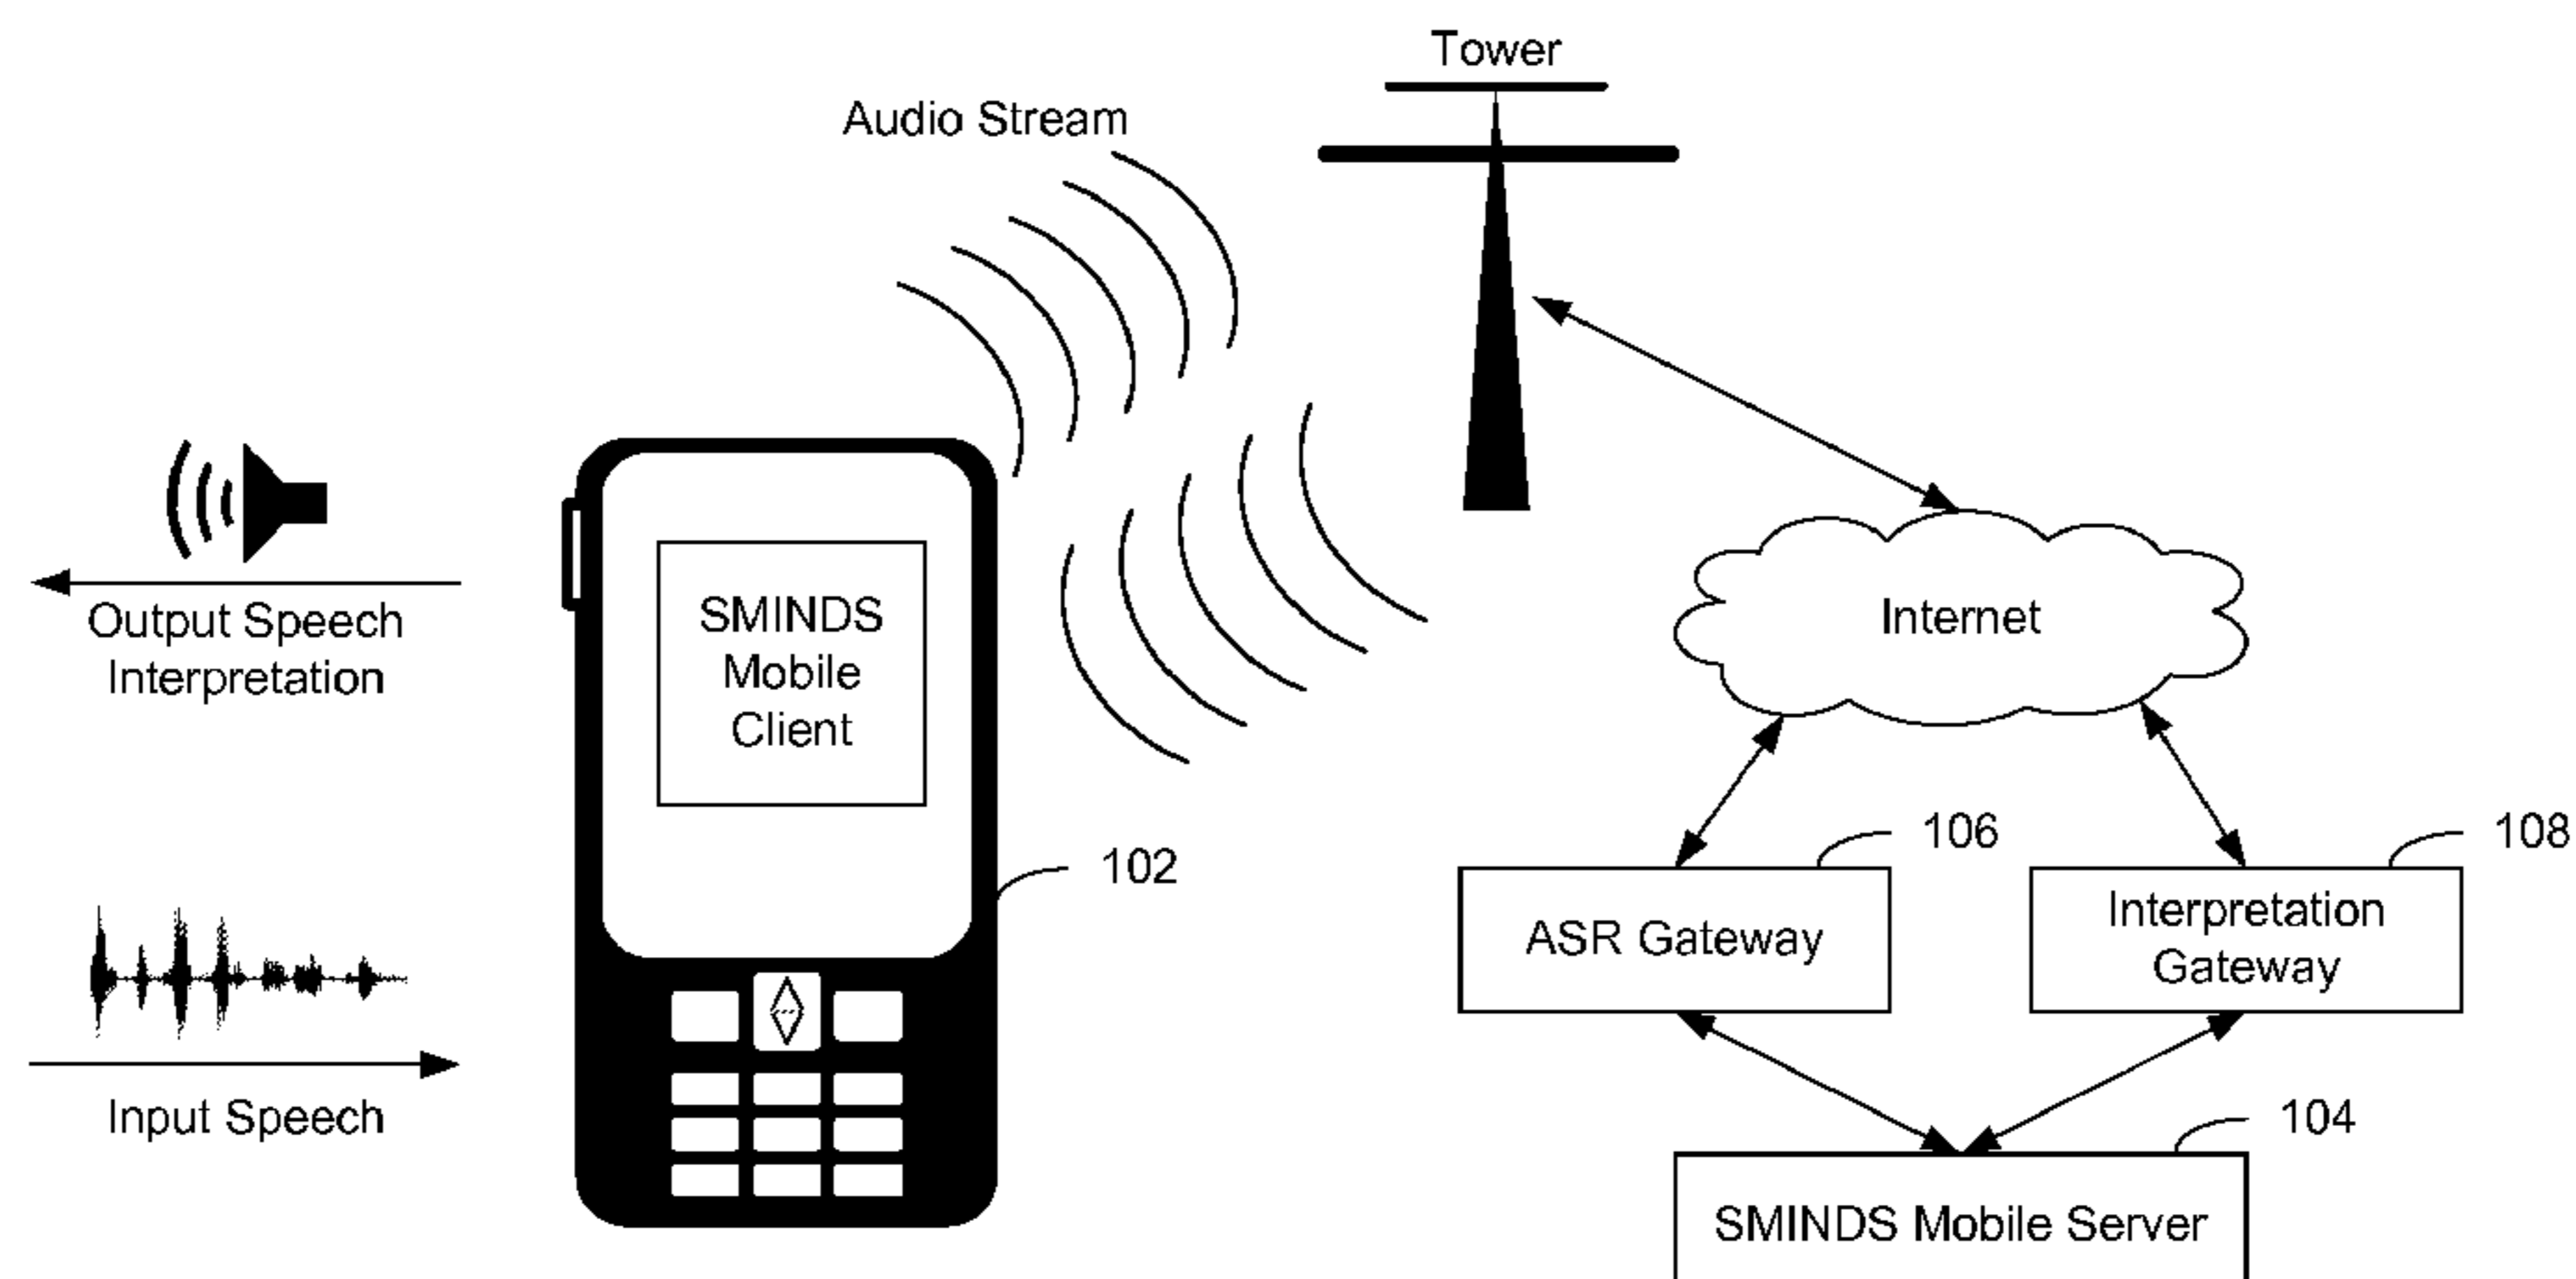 Tower
Audio Stream
Output Speech
Interpretation
SMINDS
Mobile
Client
Internet
106
108
102
ASR Gateway
Interpretation
Gateway
Input Speech
104
SMINDS Mobile Server